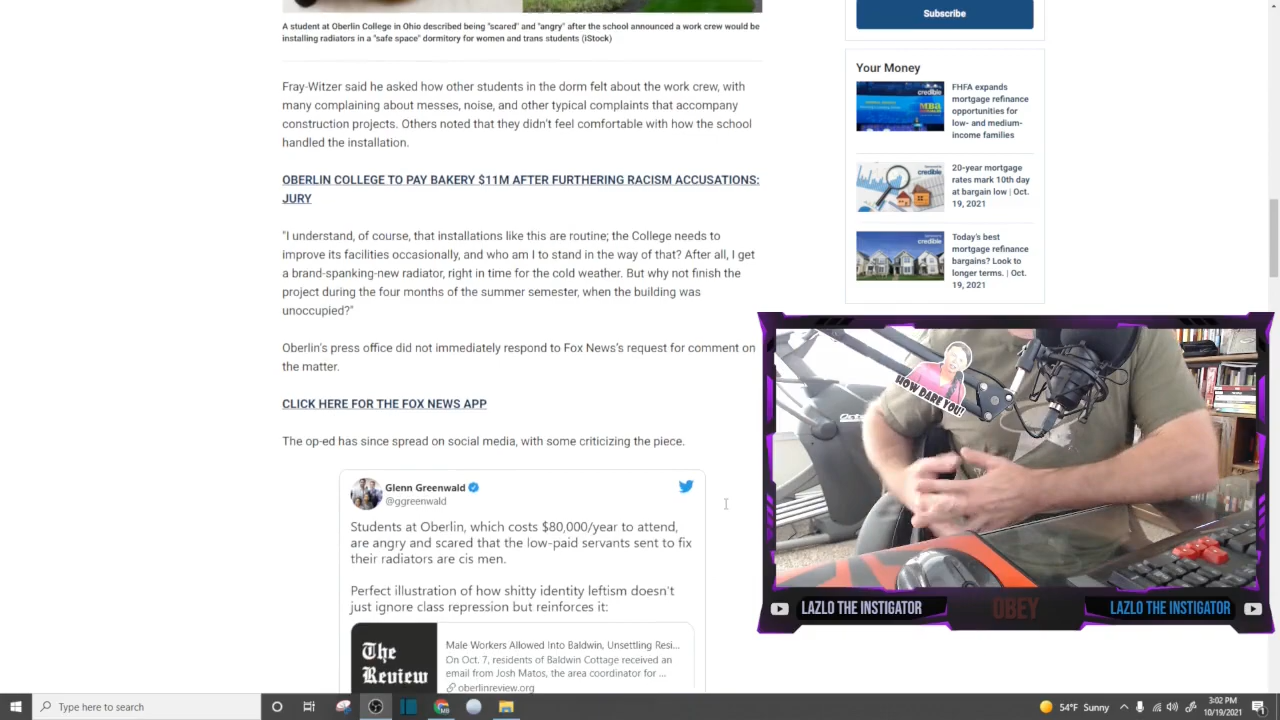 A student at Oberlin College in Ohio described being "scared" and "angry" after the school announced a work crew would be
installing radiators in a "safe space" dormitory for women and trans students (iStock)
Fray-Witzer said he asked how other students in the dorm felt about the work crew, with
many complaining about messes, noise, and other typical complaints that accompany
construction projects. Others noted that they didn't feel comfortable with how the school
handled the installation.
OBERLIN COLLEGE TO PAY BAKERY $11M AFTER FURTHERING RACISM ACCUSATIONS:
JURY
"I understand, of course, that installations like this are routine; the College needs to
improve its facilities occasionally, and who am I to stand in the way of that? After all, I get
a brand-spanking-new radiator, right in time for the cold weather. But why not finish the
project during the four months of the summer semester, when the building was
unoccupied?"
Oberlin's press office did not immediately respond to Fox News's request for comment on
the matter.
CLICK HERE FOR THE FOX NEWS APP
The op-ed has since spread on social media, with some criticizing the piece.
Glenn Greenwald
@ggreenwald
Students at Oberlin, which costs $80,000/year to attend,
are angry and scared that the low-paid servants sent to fix
their radiators are cis men.
Perfect illustration of how shitty identity leftism doesn't
just ignore class repression but reinforces it:
The
Review
Male Workers Allowed Into Baldwin, Unsettling Resi...
On Oct. 7, residents of Baldwin Cottage received an
email from Josh Matos, the area coordinator for ...
oberlinreview.org
Subscribe
Your Money
credible
MBA
FHFA expands
mortgage refinance
opportunities for
low- and medium-
income families
credible
20-year mortgage
rates mark 10th day
at bargain low | Oct.
19, 2021
credible
Today's best
mortgage refinance
bargains? Look to
longer terms. | Oct.
19, 2021
HOW DARE YOU!
LAZLO THE INSTIGATOR
OBEY
LAZLO THE INSTIGATOR
Type here to search
54°F Sunny
3:02 PM
10/19/2021